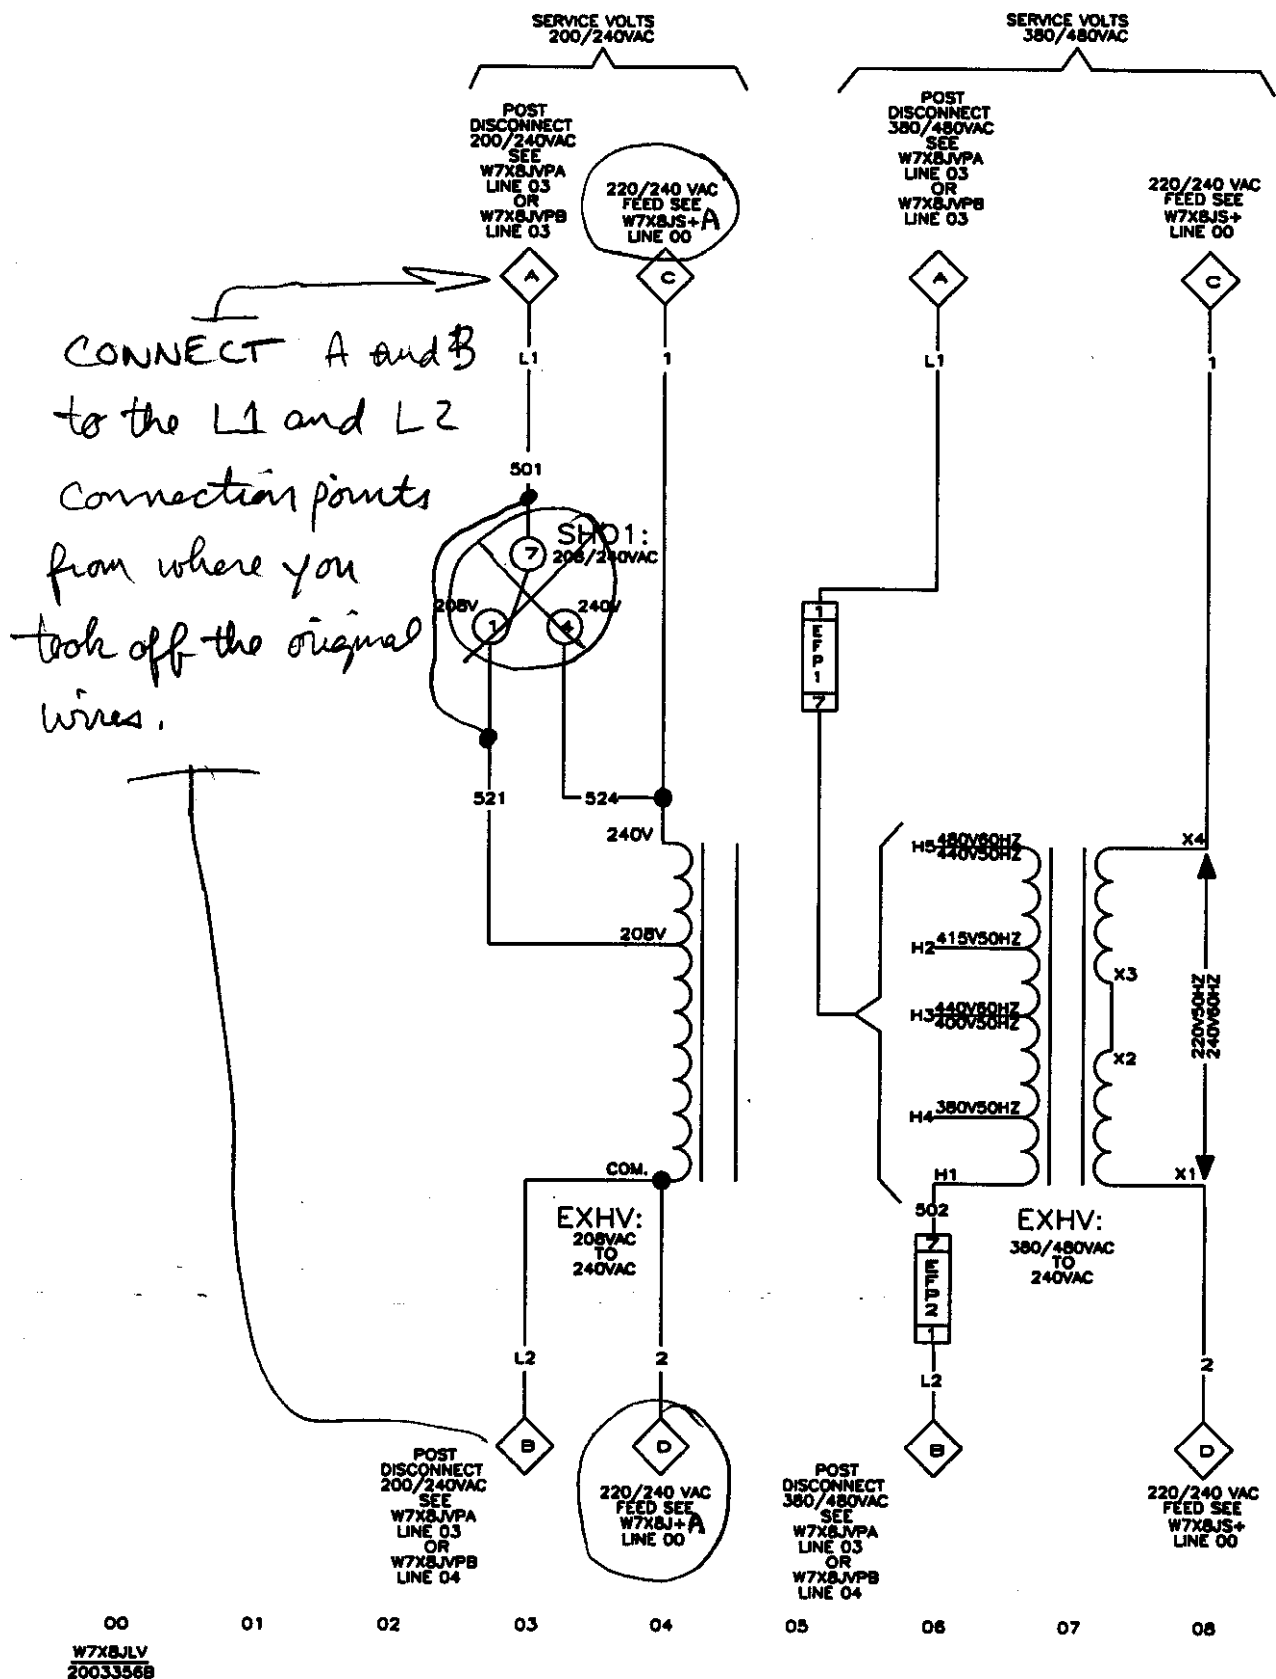 SERVICE VOLTS
200/240VAC
SERVICE VOLTS
380/480VAC
POST
DISCONNECT
200/240VAC
SEE
W7X8JVPA
LINE 03
OR
W7X8JVPB
LINE 03
220/240 VAC
FEED SEE
W7X8JS+A
LINE 00
POST
DISCONNECT
380/480VAC
SEE
W7X8JVPA
LINE 03
OR
W7X8JVPB
LINE 03
220/240 VAC
FEED SEE
W7X8JS+
LINE 00
A
C
A
C
CONNECT A and B
to the L1 and L2
Connection points
from where you
took off the original
wires.
L1
1
L1
1
501
SH01:
208/240VAC
7
208V
240V
1
4
1
EFP1
7
521
524
240V
208V
COM.
EXHV:
208VAC
TO
240VAC
H5
480V60HZ
440V50HZ
H2
415V50HZ
H3
440V60HZ
400V50HZ
H4
380V50HZ
H1
X4
X3
X2
X1
220V50HZ
240V60HZ
502
7
EFP2
1
EXHV:
380/480VAC
TO
240VAC
L2
2
L2
2
B
D
B
D
POST
DISCONNECT
200/240VAC
SEE
W7X8JVPA
LINE 03
OR
W7X8JVPB
LINE 04
220/240 VAC
FEED SEE
W7X8J+A
LINE 00
POST
DISCONNECT
380/480VAC
SEE
W7X8JVPA
LINE 03
OR
W7X8JVPB
LINE 04
220/240 VAC
FEED SEE
W7X8JS+
LINE 00
00 01 02 03 04 05 06 07 08
W7X8JLV
20033568